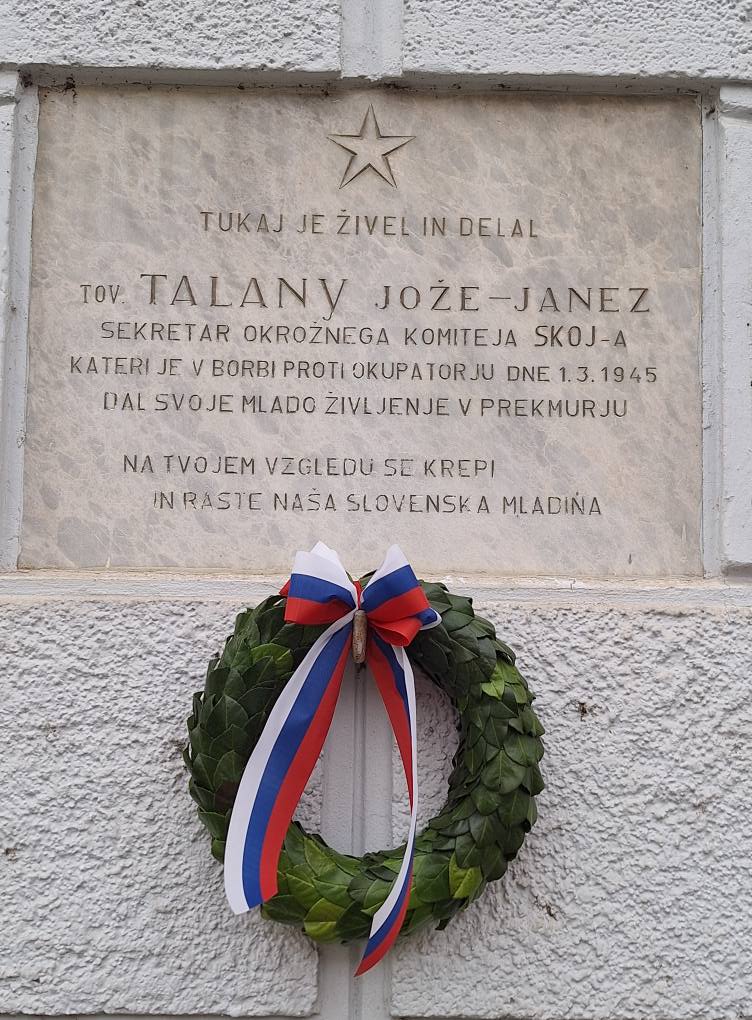 TUKAJ JE ŽIVEL IN DELAL
TOV. TALANY JOŽE-JANEZ
SEKRETAR OKROŽNEGA KOMITEJA SKOJ-A
KATERI JE V BORBI PROTI OKUPATORJU DNE 1.3.1945
DAL SVOJE MLADO ŽIVLJENJE V PREKMURJU
NA TVOJEM VZGLEDU SE KREPI
IN RASTE NAŠA SLOVENSKA MLADINA